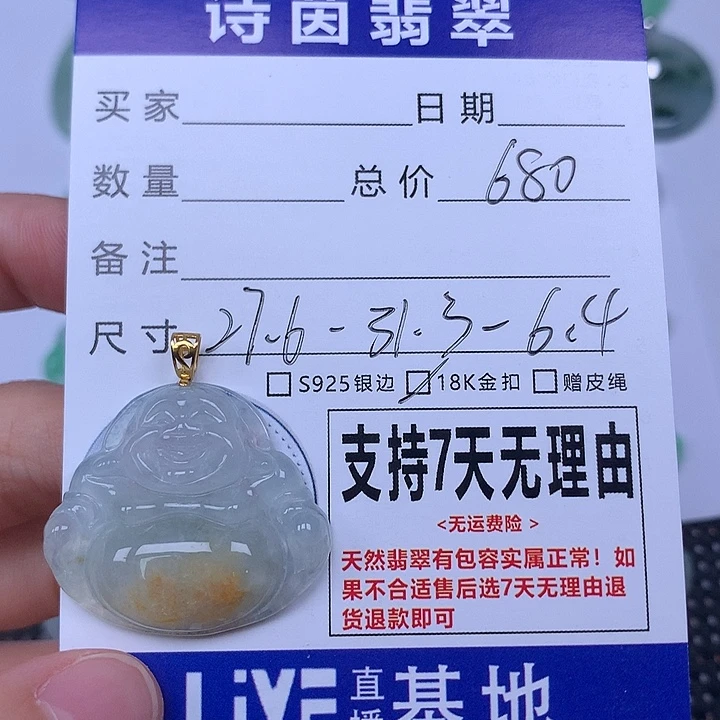 诗茵翡翠
买家 日期
数量 总价 680
备注
尺寸 27.6-31.3-6.4
S925银边 18K金扣 赠皮绳
支持7天无理由
<无运费险>
天然翡翠有包容实属正常！如
果不合适售后选7天无理由退
货退款即可
LiVE 直播 基地